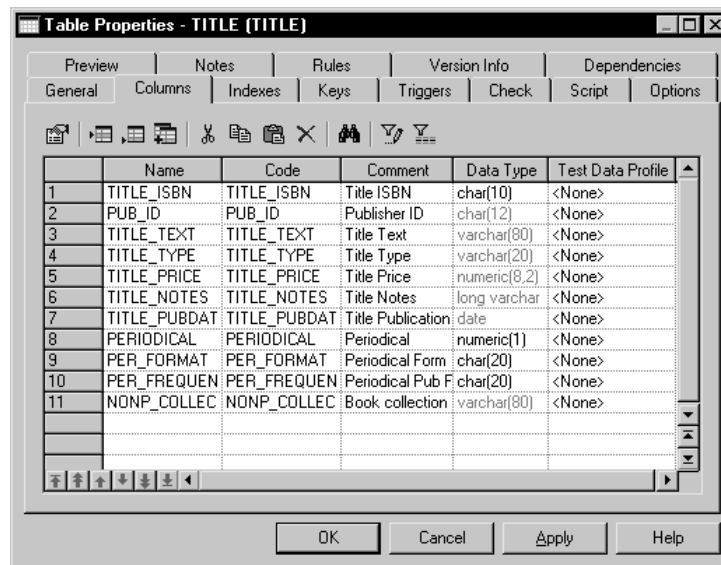 Table Properties - TITLE (TITLE)
Preview Notes Rules Version Info Dependencies
General Columns Indexes Keys Triggers Check Script Options
Name Code Comment Data Type Test Data Profile
1 TITLE_ISBN TITLE_ISBN Title ISBN char(10) <None>
2 PUB_ID PUB_ID Publisher ID char(12) <None>
3 TITLE_TEXT TITLE_TEXT Title Text varchar(80) <None>
4 TITLE_TYPE TITLE_TYPE Title Type varchar(20) <None>
5 TITLE_PRICE TITLE_PRICE Title Price numeric(8,2) <None>
6 TITLE_NOTES TITLE_NOTES Title Notes long varchar <None>
7 TITLE_PUBDAT TITLE_PUBDAT Title Publication date <None>
8 PERIODICAL PERIODICAL Periodical numeric(1) <None>
9 PER_FORMAT PER_FORMAT Periodical Form char(20) <None>
10 PER_FREQUEN PER_FREQUEN Periodical Pub F char(20) <None>
11 NONP_COLLEC NONP_COLLEC Book collection varchar(80) <None>
OK Cancel Apply Help